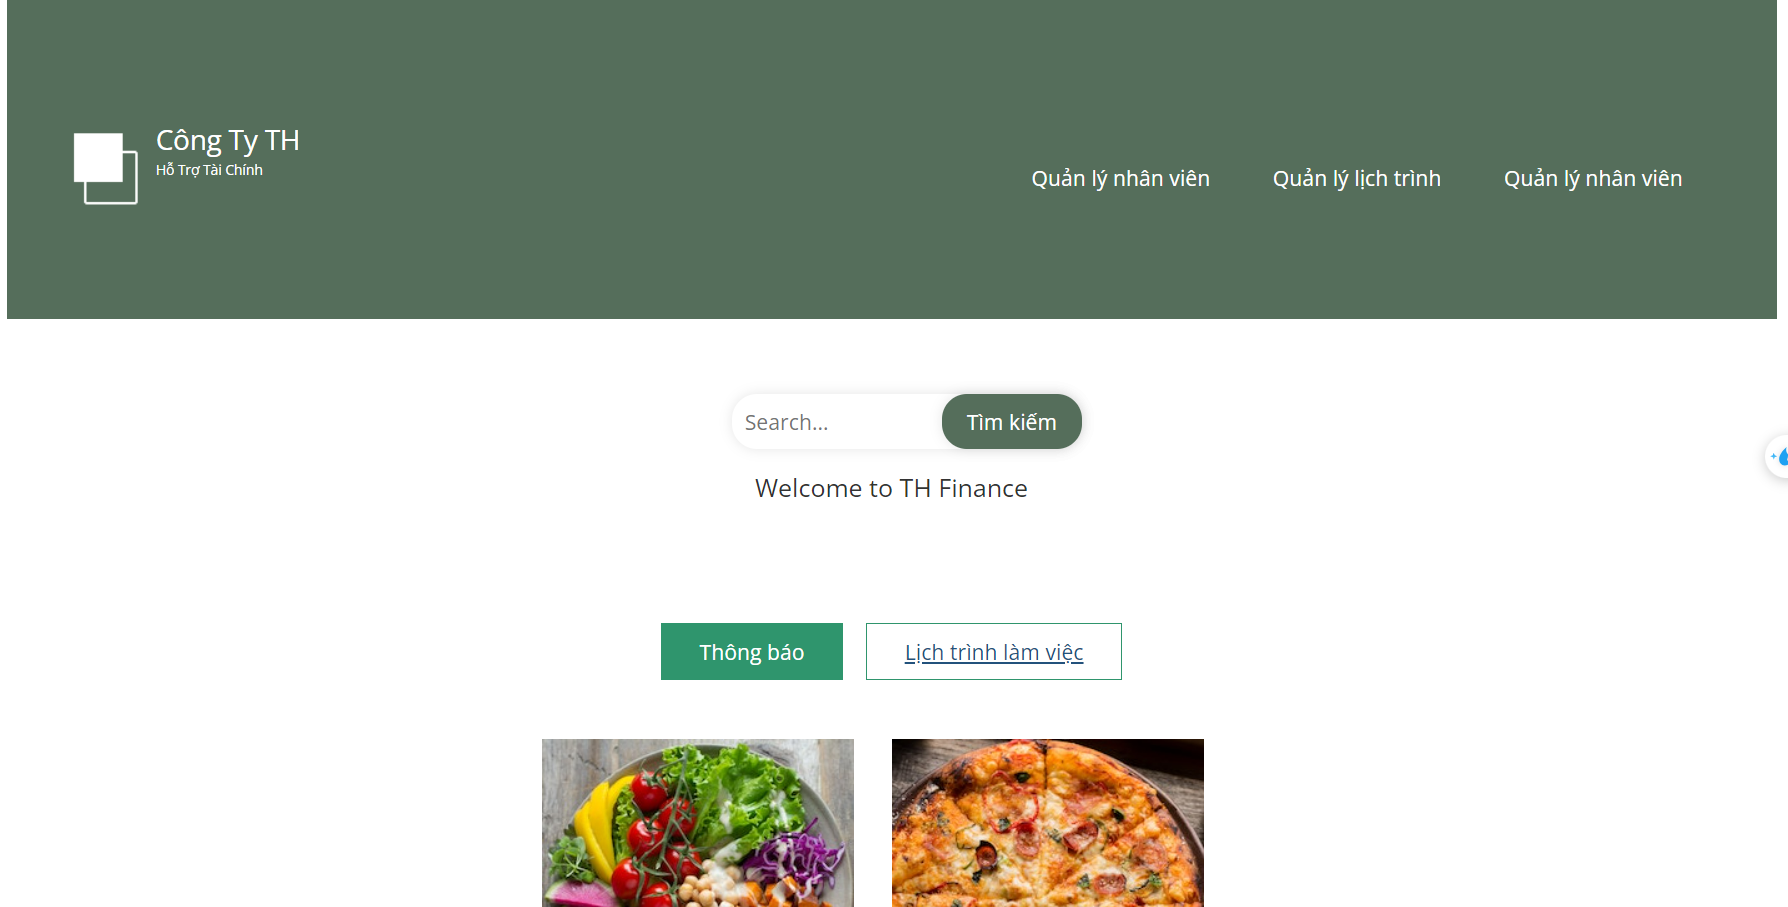 Công Ty TH
Hỗ Trợ Tài Chính
Quản lý nhân viên
Quản lý lịch trình
Quản lý nhân viên
Search...
Tìm kiếm
Welcome to TH Finance
Thông báo
Lịch trình làm việc